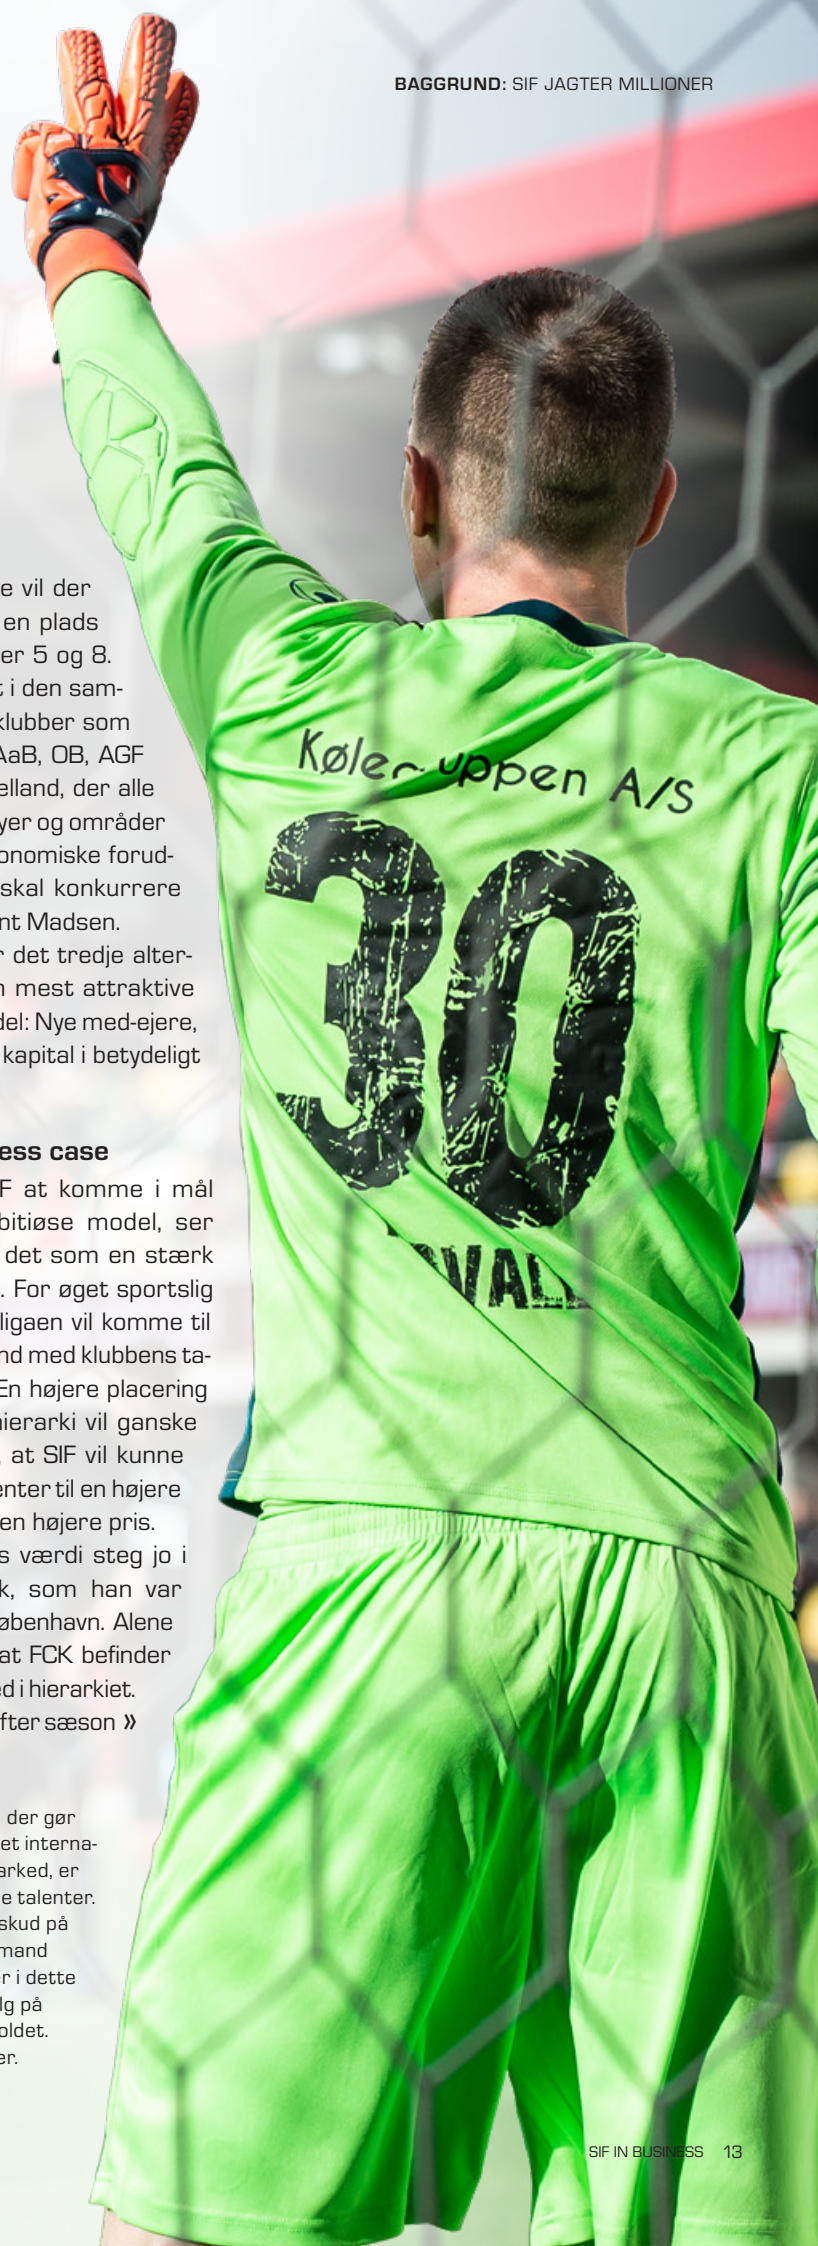 BAGGRUND: SIF JAGTER MILLIONER
e vil der
en plads
er 5 og 8.
t i den sam-
klubber som
AaB, OB, AGF
elland, der alle
yer og områder
onomiske forud-
skal konkurrere
nt Madsen.
r det tredje alter-
n mest attraktive
del: Nye med-ejere,
kapital i betydeligt
ess case
F at komme i mål
bitiøse model, ser
det som en stærk
. For øget sportslig
ligaen vil komme til
nd med klubbens ta-
En højere placering
hierarki vil ganske
, at SIF vil kunne
enter til en højere
en højere pris.
s værdi steg jo i
k, som han var
øbenhavn. Alene
at FCK befinder
d i hierarkiet.
fter sæson »
der gør
et interna-
arked, er
e talenter.
skud på
mand
r i dette
lg på
oldet.
er.
Køle uppen A/S
30
SIF IN BUSINESS 13